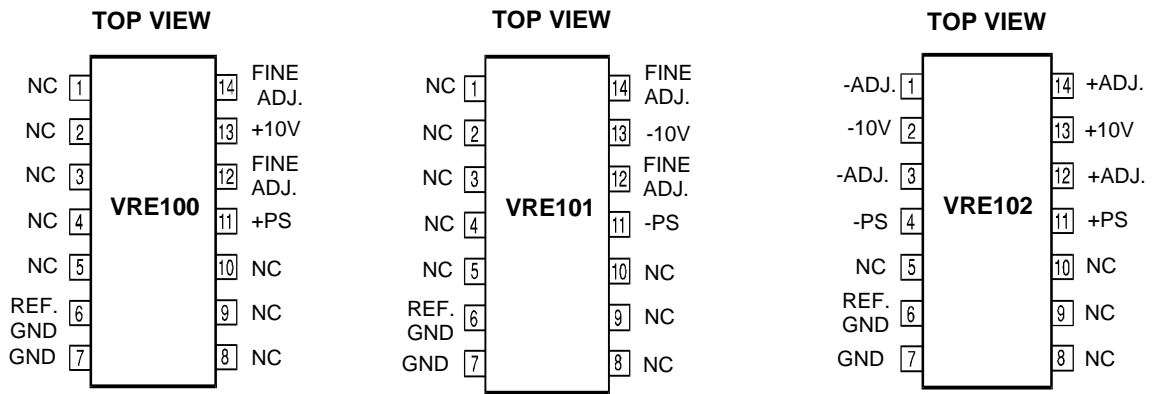 TOP VIEW
NC 1
NC 2
NC 3
NC 4
NC 5
REF.
GND 6
GND 7
VRE100
14 FINE
ADJ.
13 +10V
12 FINE
ADJ.
11 +PS
10 NC
9 NC
8 NC
TOP VIEW
NC 1
NC 2
NC 3
NC 4
NC 5
REF.
GND 6
GND 7
VRE101
14 FINE
ADJ.
13 -10V
12 FINE
ADJ.
11 -PS
10 NC
9 NC
8 NC
TOP VIEW
-ADJ. 1
-10V 2
-ADJ. 3
-PS 4
NC 5
REF.
GND 6
GND 7
VRE102
14 +ADJ.
13 +10V
12 +ADJ.
11 +PS
10 NC
9 NC
8 NC